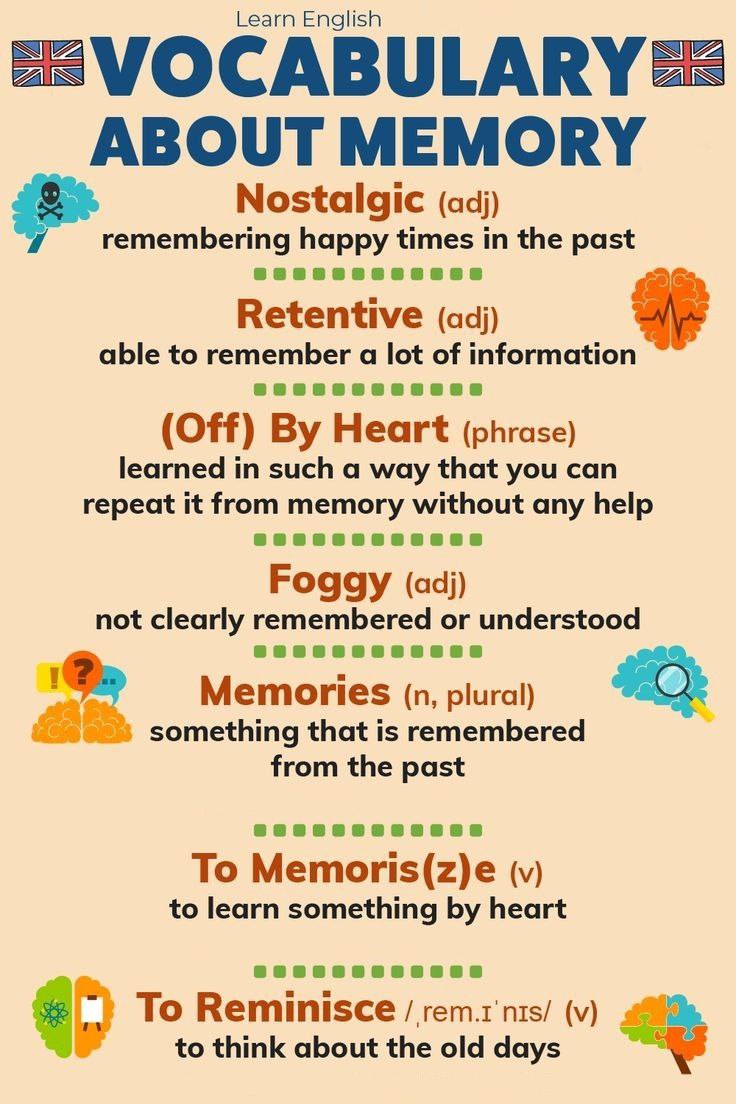 Learn English
VOCABULARY
ABOUT MEMORY
Nostalgic (adj)
remembering happy times in the past
Retentive (adj)
able to remember a lot of information
(Off) By Heart (phrase)
learned in such a way that you can
repeat it from memory without any help
Foggy (adj)
not clearly remembered or understood
! ? ..
Memories (n, plural)
something that is remembered
from the past
To Memoris(z)e (v)
to learn something by heart
To Reminisce /ˌrem.ɪˈnɪs/ (v)
to think about the old days